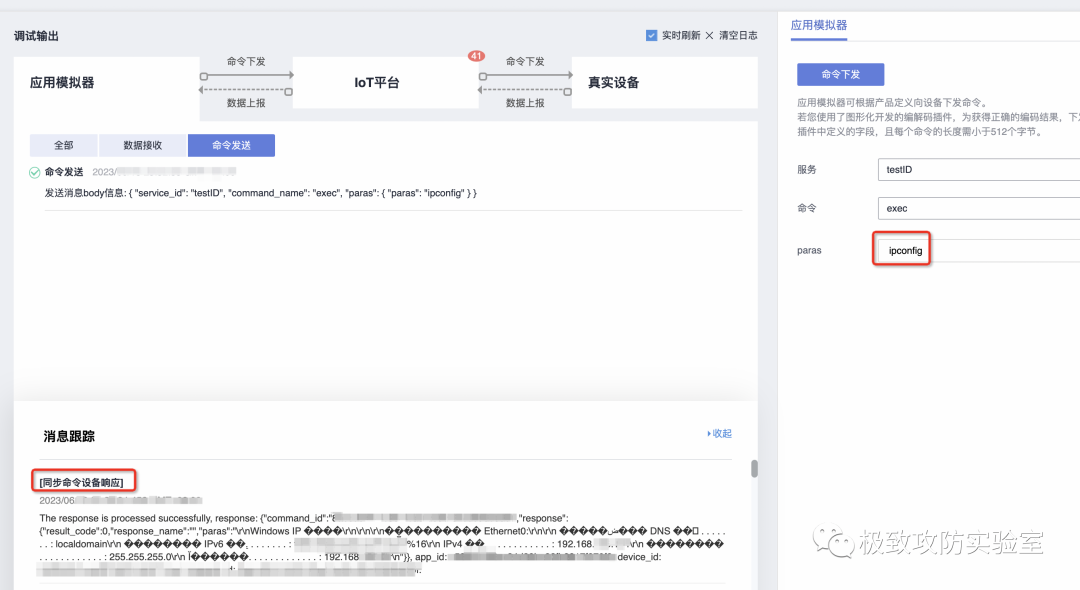 调试输出
实时刷新 × 清空日志
应用模拟器
命令下发
数据上报
IoT平台
41
命令下发
数据上报
真实设备
全部
数据接收
命令发送
命令发送 2023/
发送消息body信息: { "service_id": "testID", "command_name": "exec", "paras": { "paras": "ipconfig" } }
消息跟踪
收起
[同步命令设备响应]
2023/06
The response is processed successfully, response: {"command_id":" ,"response":
{"result_code":0,"response_name":"","paras":"\r\nWindows IP ����\r\n\r\n\r\n���������� Ethernet0:\r\n\r\n DNS . . . . .
. . : localdomain\r\n �������� IPv6 ��. . . . . . . : %16\r\n IPv4 �� . . . . . . . . . . : 192.168. \r\n ��������
. . . . . . . . . . . . : 255.255.255.0\r\n . . . . . . . . . . . . . : 192.168 \r\n"}}, app_id: device_id:
应用模拟器
命令下发
应用模拟器可根据产品定义向设备下发命令。
若您使用了图形化开发的编解码插件，为获得正确的编码结果，下
插件中定义的字段，且每个命令的长度需小于512个字节。
服务
testID
命令
exec
paras
ipconfig
极致攻防实验室